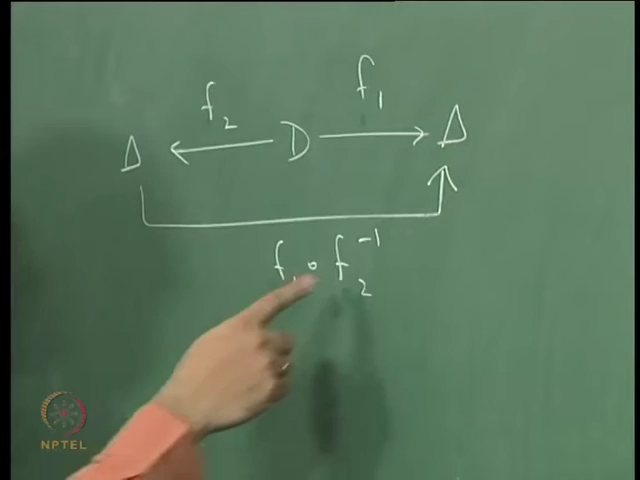 f₂ f₁
Δ ← D → Δ
f₁ ∘ f₂⁻¹
NPTEL